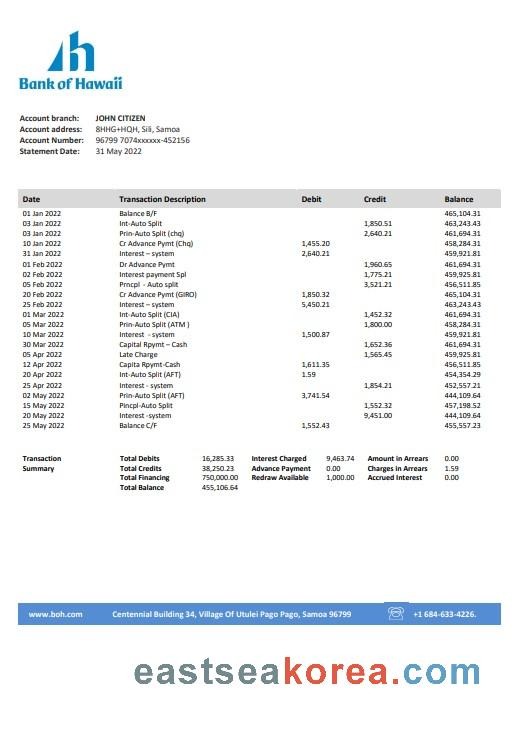 Bank of Hawaii
Account branch: JOHN CITIZEN
Account address: 8HHG+HQH, Sili, Samoa
Account Number: 96799 7074xxxxxx-452156
Statement Date: 31 May 2022
Date Transaction Description Debit Credit Balance
01 Jan 2022 Balance B/F 465,104.31
03 Jan 2022 Int-Auto Split 1,850.51 463,243.43
03 Jan 2022 Prin-Auto Split (chq) 2,640.21 461,694.31
10 Jan 2022 Cr Advance Pymt (Chq) 1,455.20 458,284.31
31 Jan 2022 Interest – system 2,640.21 459,921.81
01 Feb 2022 Dr Advance Pymt 1,960.65 461,694.31
02 Feb 2022 Interest payment Spl 1,775.21 459,925.81
05 Feb 2022 Prncpl - Auto split 3,521.21 456,511.85
20 Feb 2022 Cr Advance Pymt (GIRO) 1,850.32 465,104.31
25 Feb 2022 Interest – system 5,450.21 463,243.43
01 Mar 2022 Int-Auto Split (CIA) 1,452.32 461,694.31
05 Mar 2022 Prin-Auto Split (ATM ) 1,800.00 458,284.31
10 Mar 2022 Interest - system 1,500.87 459,921.81
30 Mar 2022 Capital Rpymt – Cash 1,652.36 461,694.31
05 Apr 2022 Late Charge 1,565.45 459,925.81
12 Apr 2022 Capita Rpymt-Cash 1,611.35 456,511.85
20 Apr 2022 Int-Auto Split (AFT) 1.59 454,354.29
25 Apr 2022 Interest - system 1,854.21 452,557.21
02 May 2022 Prin-Auto Split (AFT) 3,741.54 444,109.64
15 May 2022 Pincpl-Auto Split 1,552.32 457,198.52
20 May 2022 Interest -system 9,451.00 444,109.64
25 May 2022 Balance C/F 1,552.43 455,557.23
Transaction Total Debits 16,285.33 Interest Charged 9,463.74 Amount in Arrears 0.00
Summary Total Credits 38,250.23 Advance Payment 0.00 Charges in Arrears 1.59
Total Financing 750,000.00 Redraw Available 1,000.00 Accrued Interest 0.00
Total Balance 455,106.64
www.boh.com Centennial Building 34, Village Of Utulei Pago Pago, Samoa 96799 +1 684-633-4226.
eastseakorea.com